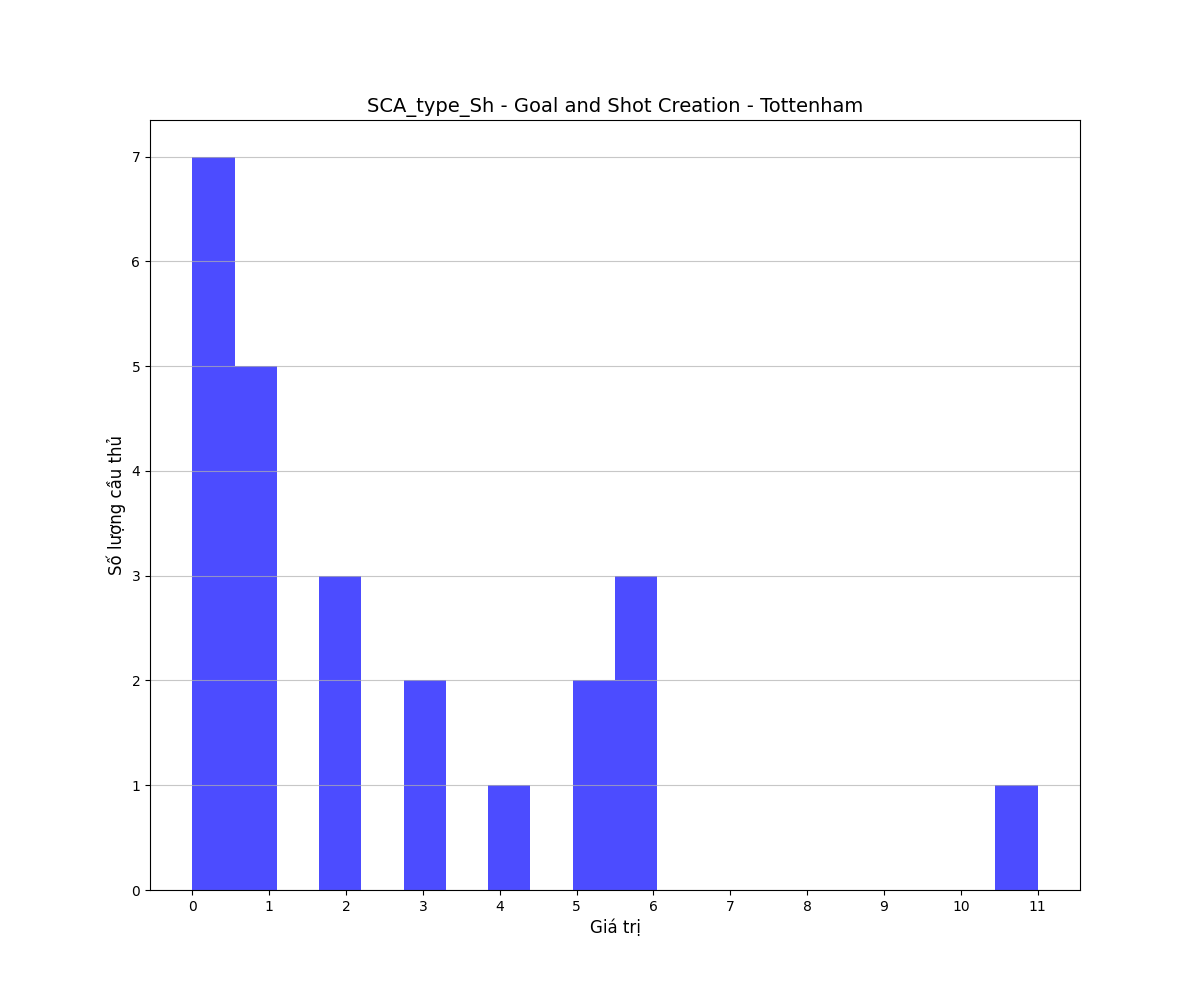 SCA_type_Sh - Goal and Shot Creation - Tottenham
7
6
5
4
3
2
1
0
Số lượng cầu thủ
0 1 2 3 4 5 6 7 8 9 10 11
Giá trị